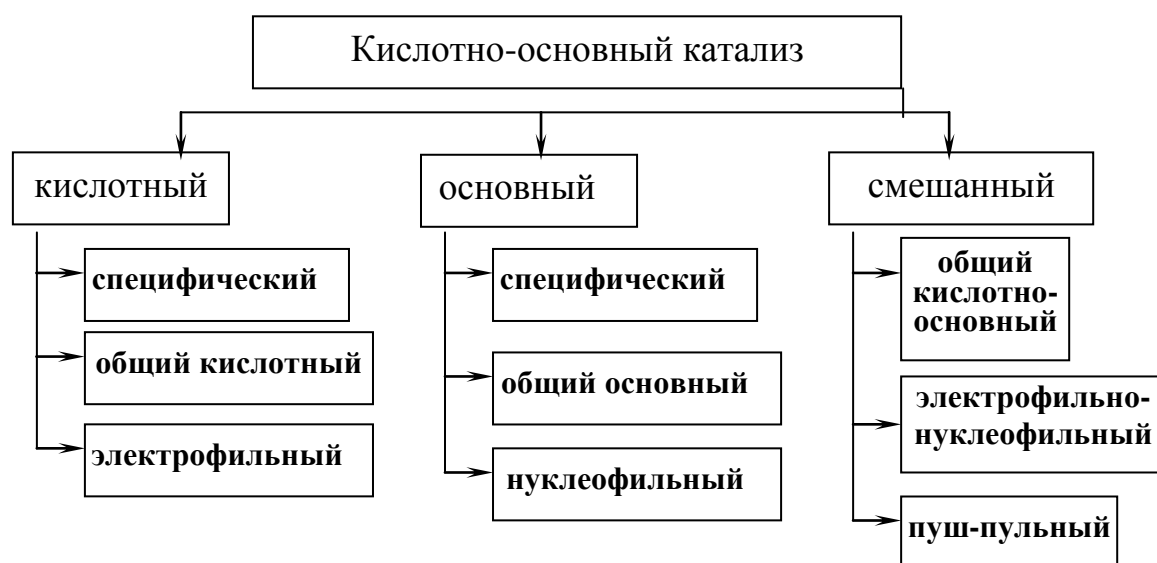 Кислотно-основный катализ
кислотный
основный
смешанный
специфический
общий кислотный
электрофильный
специфический
общий основный
нуклеофильный
общий
кислотно-
основный
электрофильно-
нуклеофильный
пуш-пульный